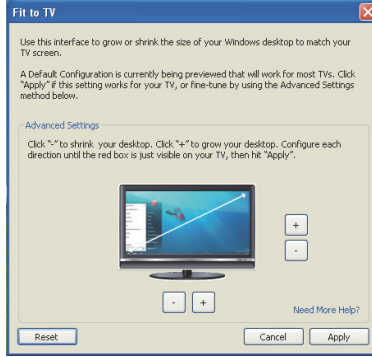 Fit to TV
Use this interface to grow or shrink the size of your Windows desktop to match your
TV screen.
A Default Configuration is currently being previewed that will work for most TVs. Click
"Apply" if this setting works for your TV, or fine-tune by using the Advanced Settings
method below.
Advanced Settings
Click "-" to shrink your desktop. Click "+" to grow your desktop. Configure each
direction until the red box is just visible on your TV, then hit "Apply".
+
-
- +
Need More Help?
Reset Cancel Apply